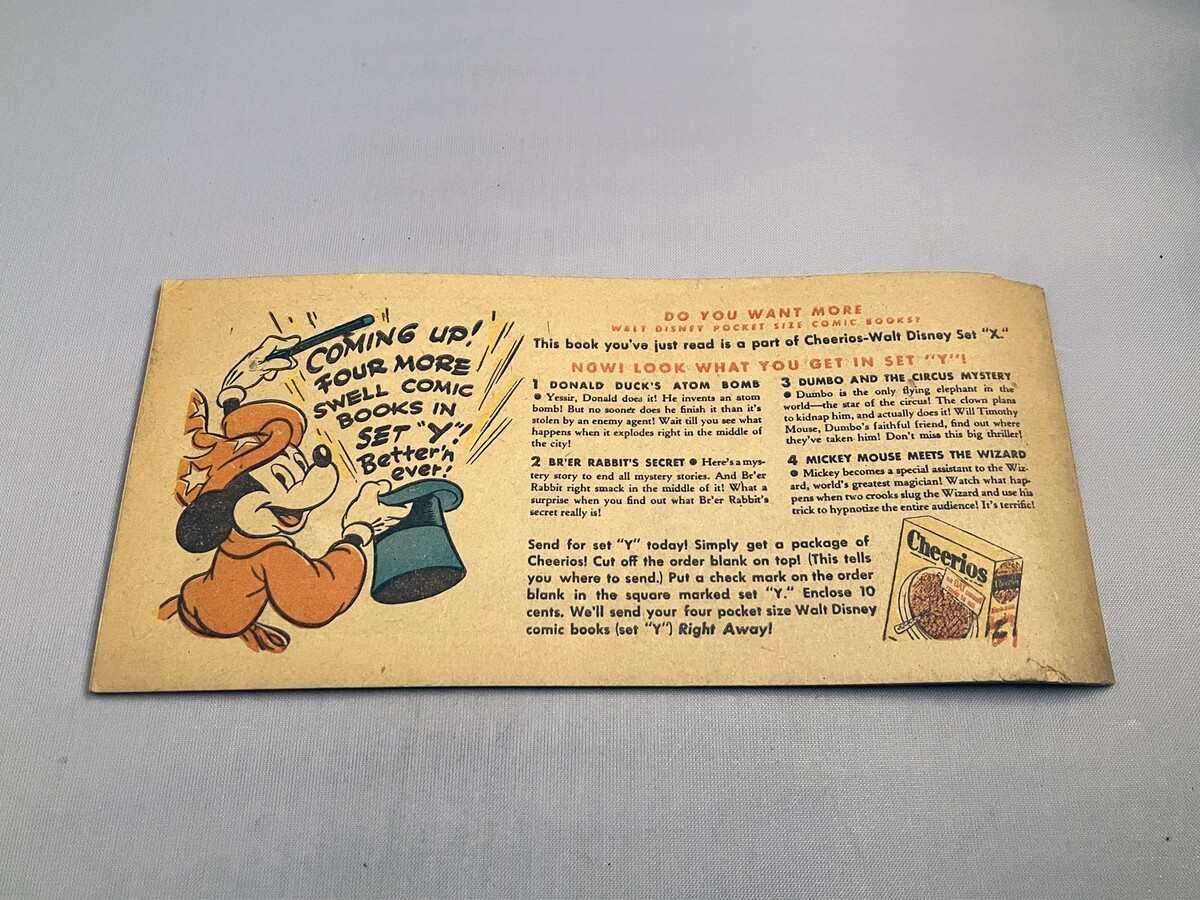 COMING UP!
FOUR MORE
SWELL COMIC
BOOKS IN
SET "Y"!
Better'n
ever!
DO YOU WANT MORE
WALT DISNEY POCKET SIZE COMIC BOOKS?
This book you've just read is a part of Cheerios-Walt Disney Set "X."
NOW! LOOK WHAT YOU GET IN SET "Y"!
1 DONALD DUCK'S ATOM BOMB
● Yessir, Donald does it! He invents an atom
bomb! But no sooner does he finish it than it's
stolen by an enemy agent! Wait till you see what
happens when it explodes right in the middle of
the city!
2 BR'ER RABBIT'S SECRET ● Here's a mys-
tery story to end all mystery stories. And Br'er
Rabbit right smack in the middle of it! What a
surprise when you find out what Br'er Rabbit's
secret really is!
3 DUMBO AND THE CIRCUS MYSTERY
● Dumbo is the only flying elephant in the
world—the star of the circus! The clown plans
to kidnap him, and actually does it! Will Timothy
Mouse, Dumbo's faithful friend, find out where
they've taken him! Don't miss this big thriller!
4 MICKEY MOUSE MEETS THE WIZARD
● Mickey becomes a special assistant to the Wiz-
ard, world's greatest magician! Watch what hap-
pens when two crooks slug the Wizard and use his
trick to hypnotize the entire audience! It's terrific!
Send for set "Y" today! Simply get a package of
Cheerios! Cut off the order blank on top! (This tells
you where to send.) Put a check mark on the order
blank in the square marked set "Y." Enclose 10
cents. We'll send your four pocket size Walt Disney
comic books (set "Y") Right Away!
Cheerios
Cheerios